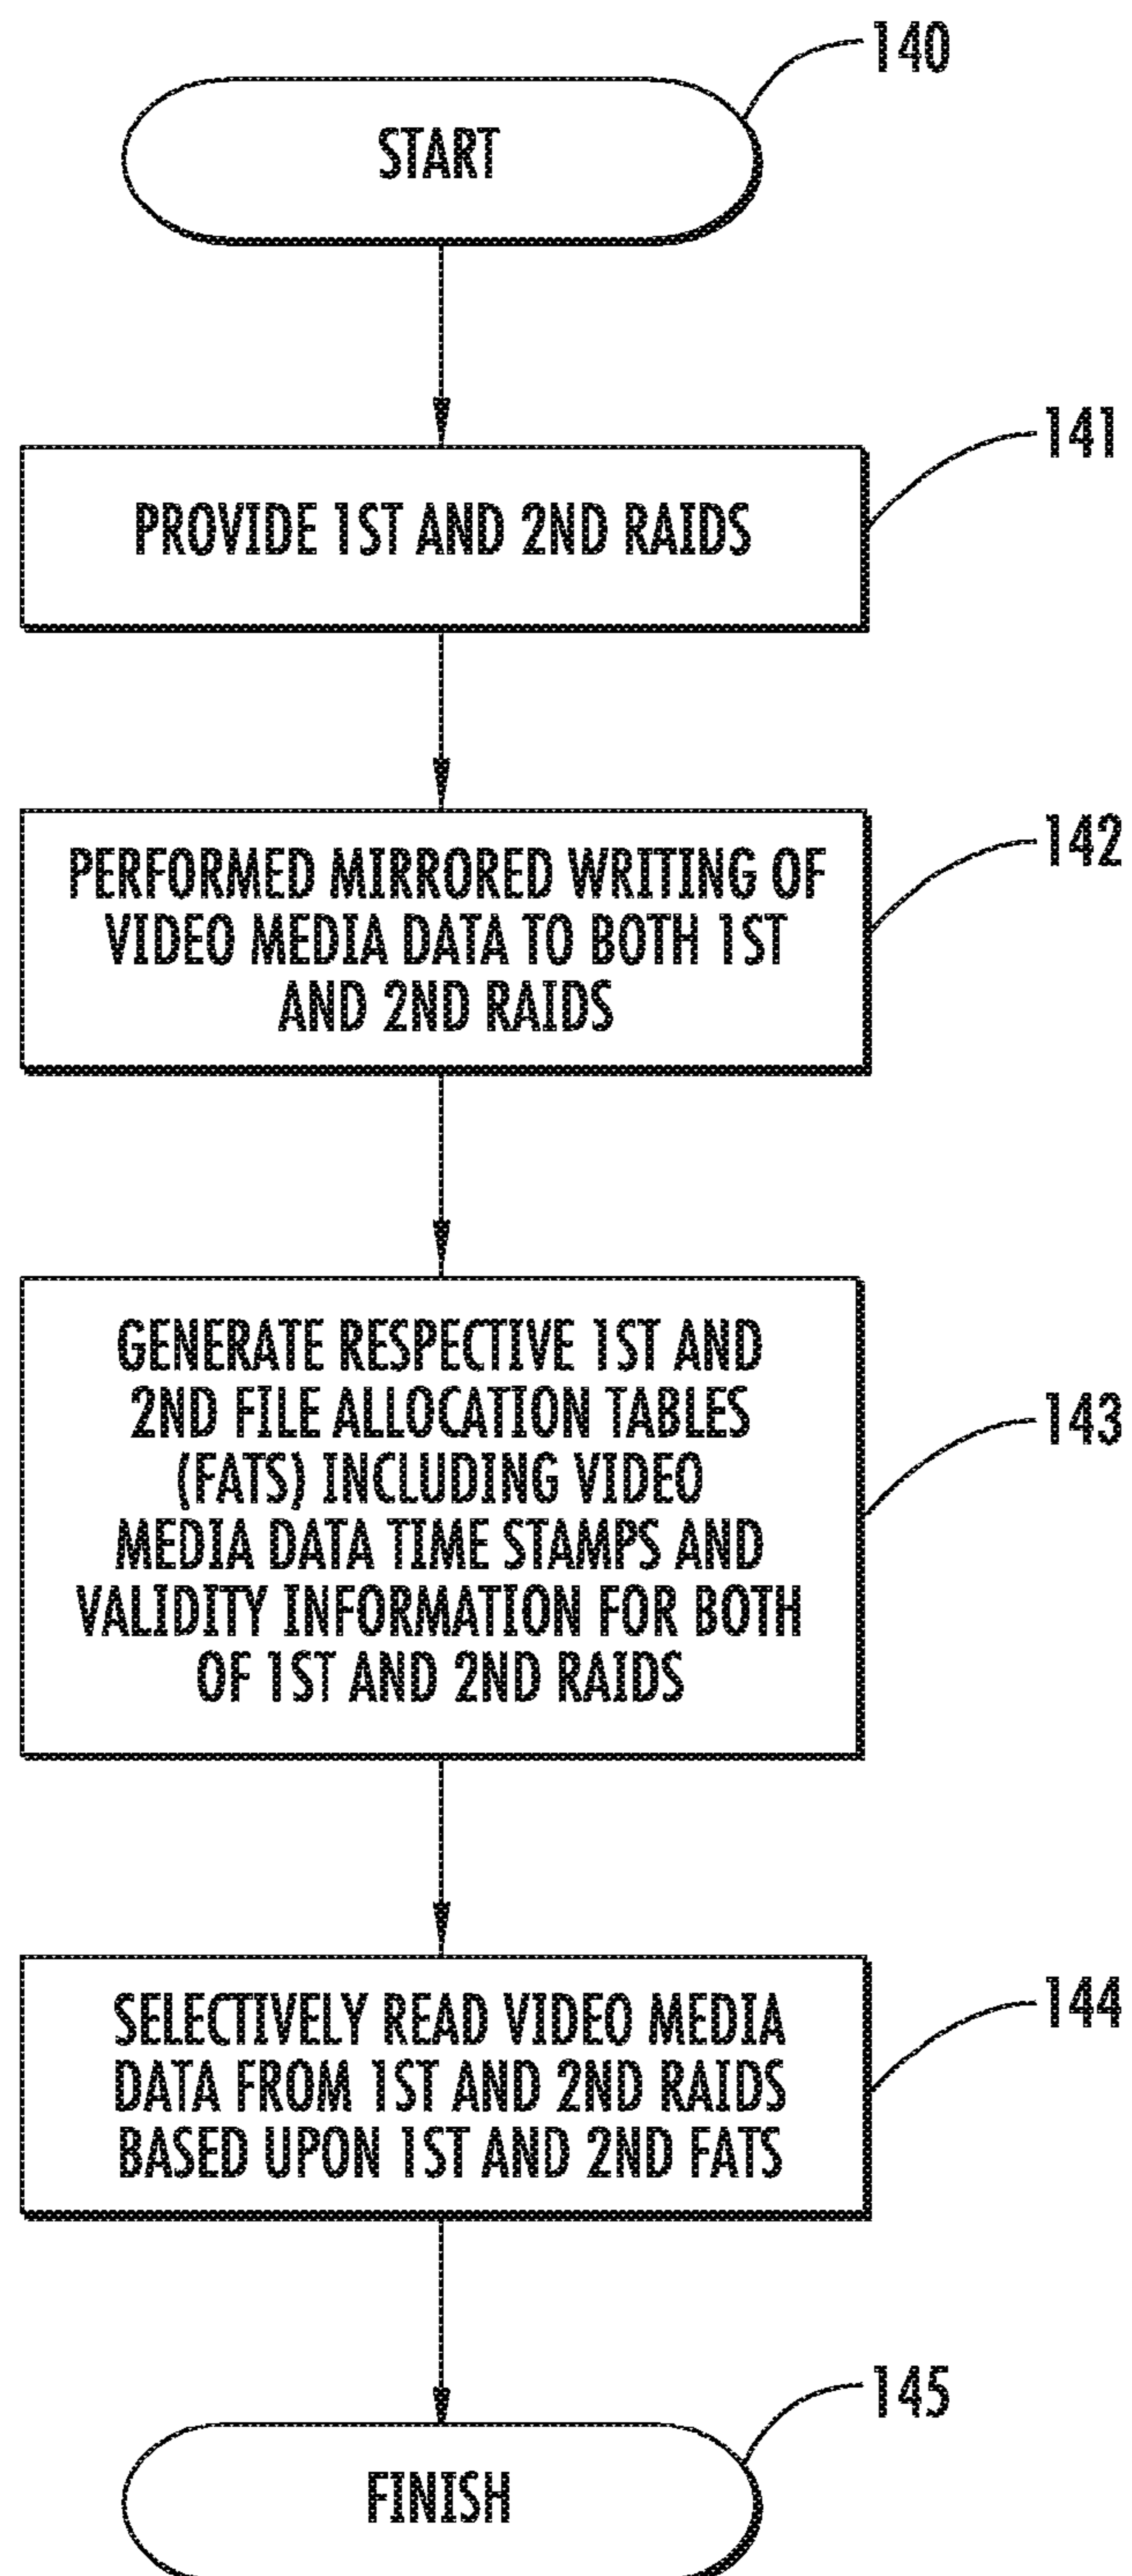 140
START
141
PROVIDE 1ST AND 2ND RAIDS
142
PERFORMED MIRRORED WRITING OF
VIDEO MEDIA DATA TO BOTH 1ST
AND 2ND RAIDS
143
GENERATE RESPECTIVE 1ST AND
2ND FILE ALLOCATION TABLES
(FATS) INCLUDING VIDEO
MEDIA DATA TIME STAMPS AND
VALIDITY INFORMATION FOR BOTH
OF 1ST AND 2ND RAIDS
144
SELECTIVELY READ VIDEO MEDIA
DATA FROM 1ST AND 2ND RAIDS
BASED UPON 1ST AND 2ND FATS
145
FINISH